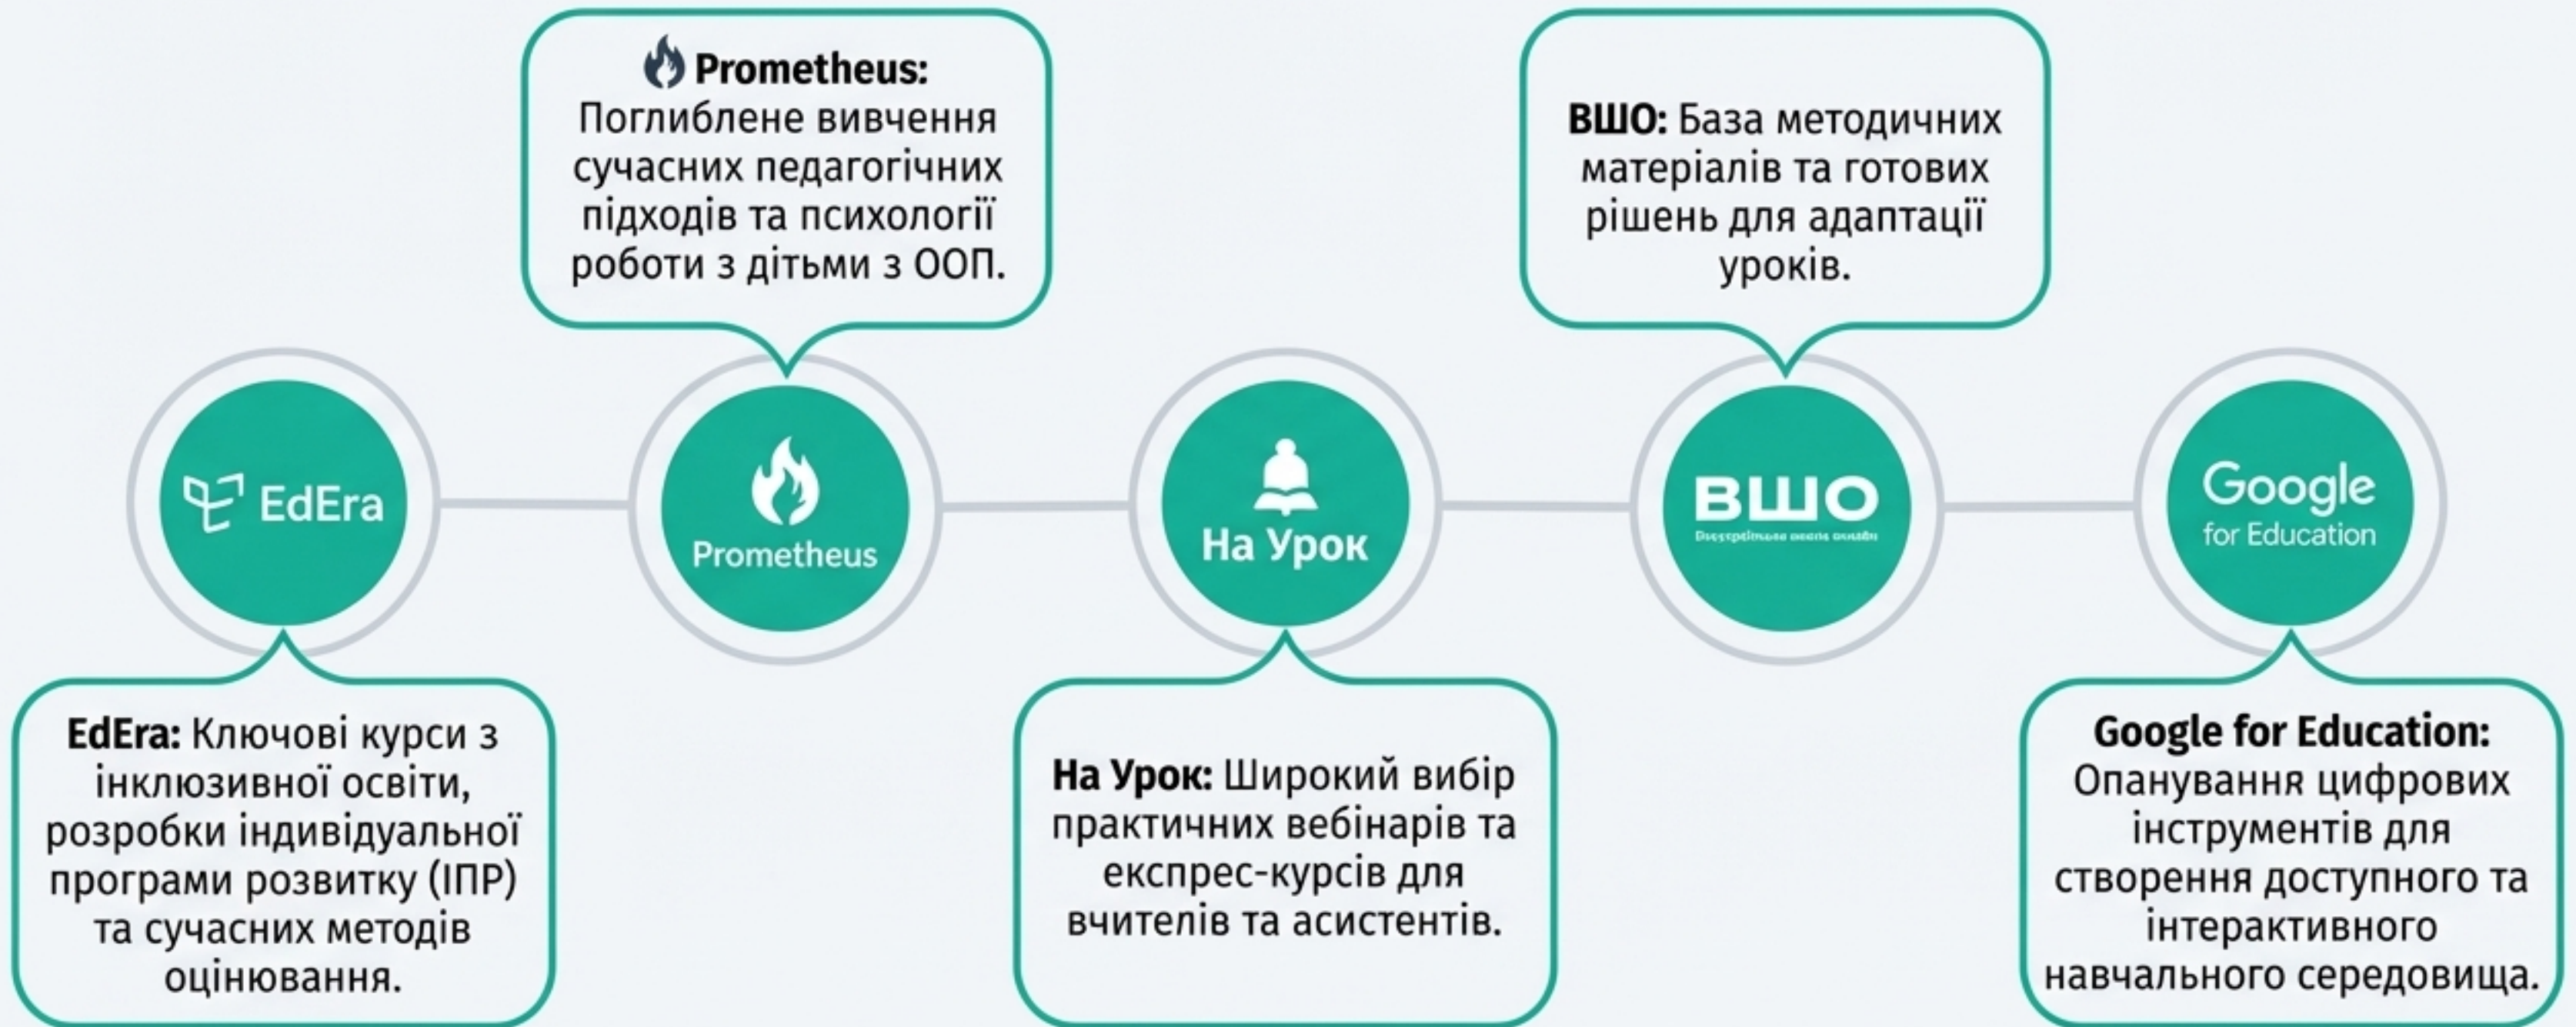 Prometheus:
Поглиблене вивчення
сучасних педагогічних
підходів та психології
роботи з дітьми з ООП.
ВШО: База методичних
матеріалів та готових
рішень для адаптації
уроків.
EdEra
Prometheus
На Урок
ВШО
Google
for Education
EdEra: Ключові курси з
інклюзивної освіти,
розробки індивідуальної
програми розвитку (ІПР)
та сучасних методів
оцінювання.
На Урок: Широкий вибір
практичних вебінарів та
експрес-курсів для
вчителів та асистентів.
Google for Education:
Опанування цифрових
інструментів для
створення доступного та
інтерактивного
навчального середовища.